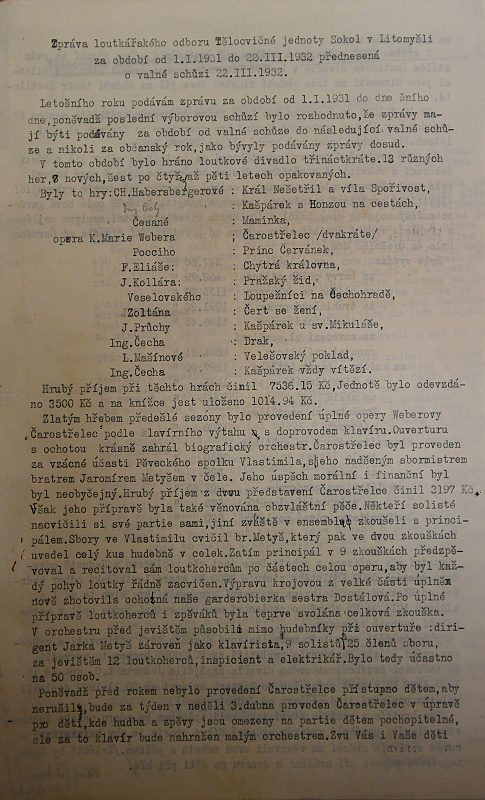 Zpráva loutkářského odboru Tělocvičné jednoty Sokol v Litomyšli
za období od 1.I.1931 do 22.III.1932 přednesená
o valné schůzi 22.III.1932.
Letošního roku podávám zprávu za období od 1.I.1931 do dne šního
dne, poněvadž poslední výborovou schůzí bylo rozhodnuto, že zprávy ma-
jí býti podávány za období od valné schůze do následující valné schů-
ze a nikoli za občanský rok, jako bývyly podávány zprávy dosud.
V tomto období bylo hráno loutkové divadlo třináctkráte. 12 různých
her, nových, šest po čtyř až pěti letech opakovaných.
Byly to hry: CH.Habersbergerové : Král Nešetřil a víla Spořivost,
: Kašpárek s Honzou na cestách,
Česané : Maminka,
opera K.Marie Webera ; Čarostřelec /dvakráte/
Pocciho : Princ Červánek,
F.Eliáše: : Chytrá královna,
J.Kollára: : Pražský žid,
Veselovského : Loupežníci na Čechohradě,
Zoltána : Čert se žení,
J.Průchy : Kašpárek u sv.Mikuláše,
Ing.Čecha : Drak,
L.Mašínové : Velešovský poklad,
Ing.Čecha : Kašpárek vždy vítězí.
Hrubý příjem při těchto hrách činil 7536.15 Kč, Jednotě bylo odevzdá-
no 3500 Kč a na knížce jest uloženo 1014.94 Kč.
Zlatým hřebem předešlé sezony bylo provedení úplné opery Weberovy
„Čarostřelec" podle klavírního výtahu s doprovodem klavíru. Ouverturu
s ochotou krásně zahrál biografický orchestr. Čarostřelec byl proveden
za vzácné účasti Pěveckého spolku Vlastimila, s jeho nadšeným sbormistrem
bratrem Jaromírem Metyšem v čele. Jeho úspěch morální i finanční byl
byl neobyčejný. Hrubý příjem z dvou představení Čarostřelce činil 3197 Kč.
Však jeho přípravě byla také věnována obzvláštní péče. Někteří solisté
nacvičili si své partie sami, jiní zvláště v ensemblech zkoušeli s princi-
pálem. Sbory ve Vlastimilu cvičil br.Metyš, který pak ve dvou zkouškách
uvedel celý kus hudebně v celek. Zatím principál v 9 zkouškách předzpě-
voval a recitoval sám loutkohercům po částech celou operu, aby byl kaž-
dý pohyb loutky řádně zacvičen. Výpravu krojovou z velké části úplně
nově zhotovila ochotná naše garderobierka sestra Dostálová. Po úplné
přípravě loutkoherců i zpěváků byla teprve svolána celková zkouška.
V orchestru před jevištěm působili mimo hudebníky při ouvertuře : diri-
gent Jarka Metyš zároveň jako klavírista, 9 solistů, 25 členů sboru,
za jevištěm 12 loutkoherců, inspicient a elektrikář. Bylo tedy účastno
na 50 osob.
Poněvadž před rokem nebylo provedení Čarostřelce přístupno dětem, aby
nerušily, bude za týden v neděli 3.dubna proveden Čarostřelec v úpravě
pro děti, kde hudba a zpěvy jsou omezeny na partie dětem pochopitelné,
ale za to klavír bude nahražen malým orchestrem. Zvu Vás i Vaše děti